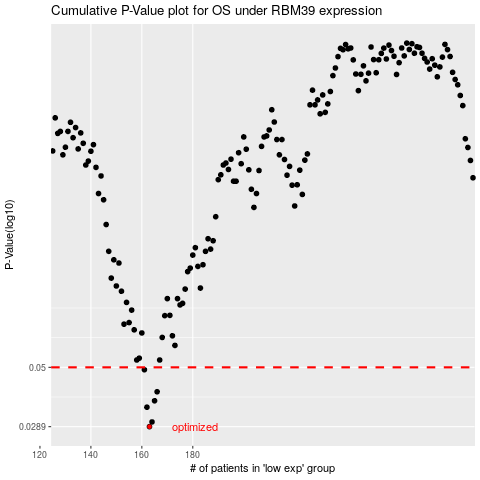 Cumulative P-Value plot for OS under RBM39 expression
P-Value(log10)
0.05
0.0289
optimized
120 140 160 180
# of patients in 'low exp' group